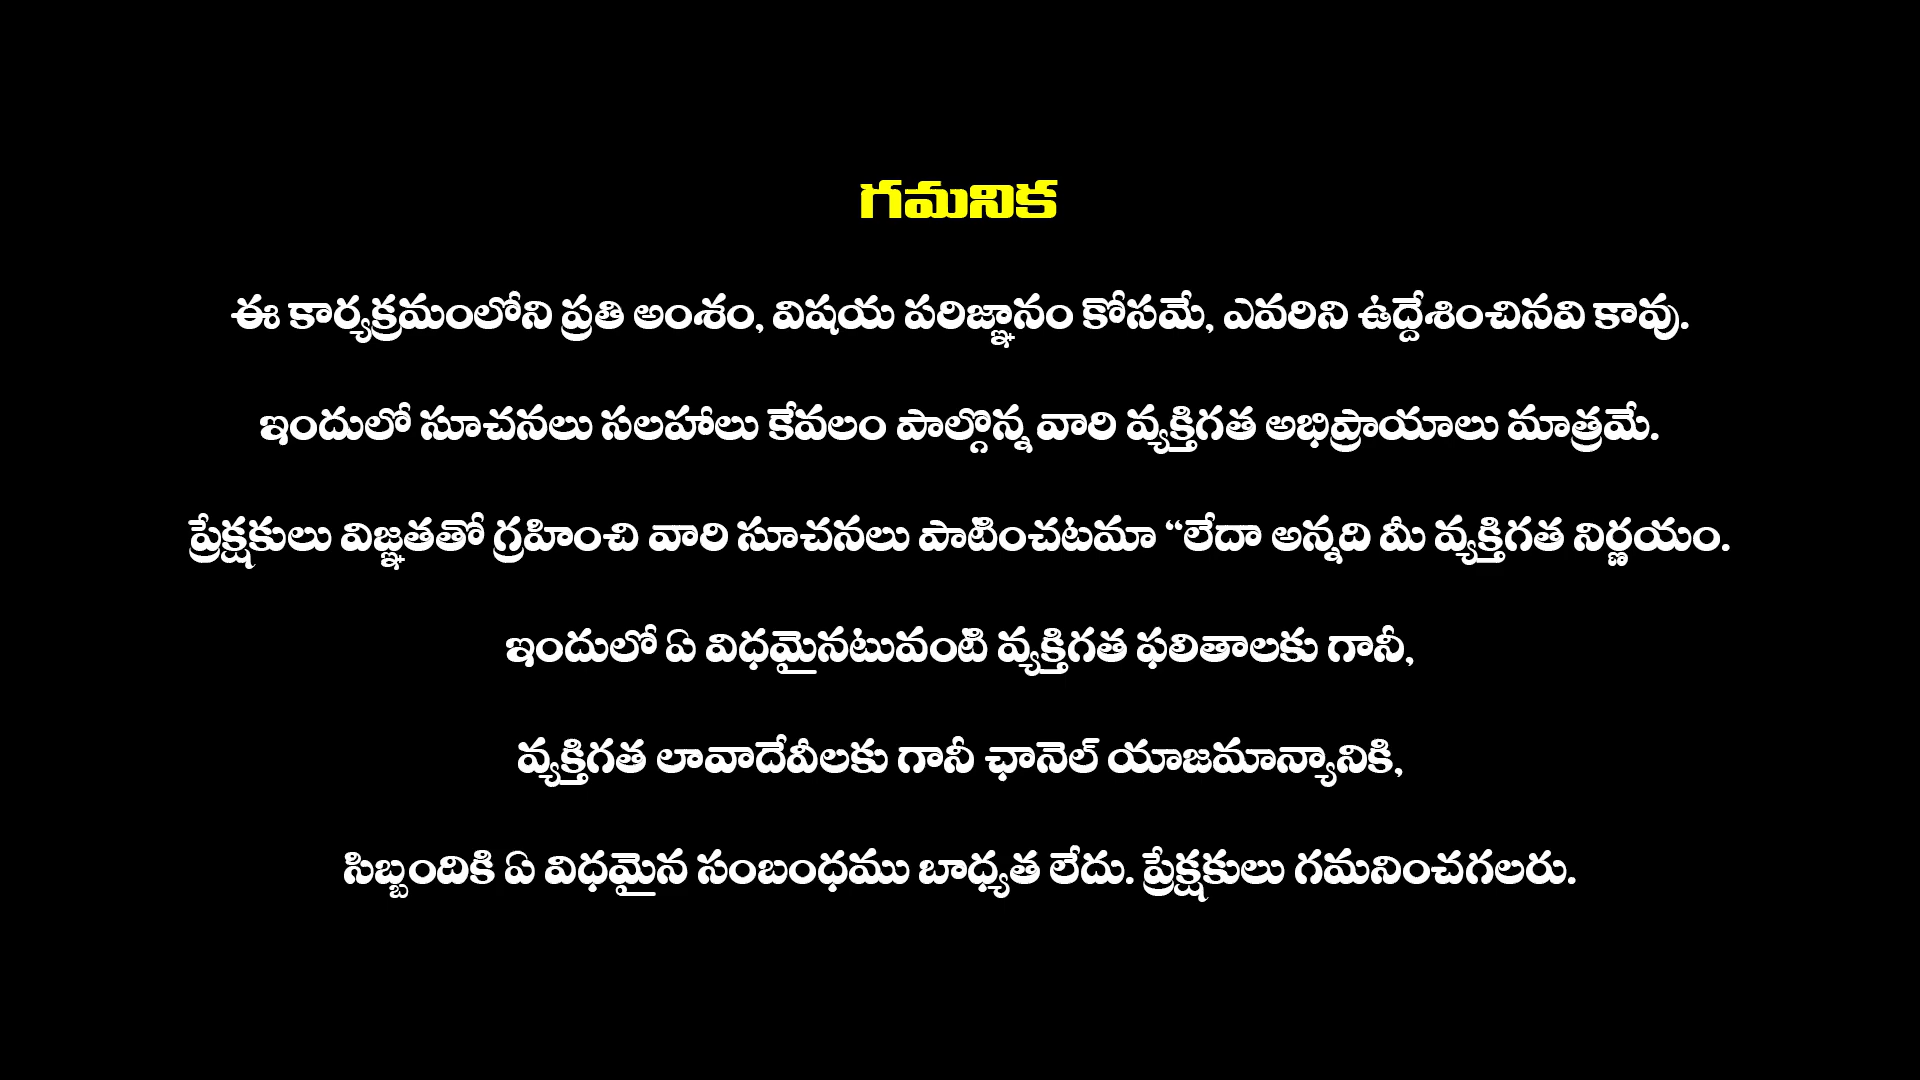 గమనిక
ఈ కార్యక్రమంలోని ప్రతి అంశం, విషయ పరిజ్ఞానం కోసమే, ఎవరిని ఉద్దేశించినవి కావు.
ఇందులో సూచనలు సలహాలు కేవలం పాల్గొన్న వారి వ్యక్తిగత అభిప్రాయాలు మాత్రమే.
ప్రేక్షకులు విజ్ఞతతో గ్రహించి వారి సూచనలు పాటించటమా “లేదా అన్నది మీ వ్యక్తిగత నిర్ణయం.
ఇందులో ఏ విధమైనటువంటి వ్యక్తిగత ఫలితాలకు గానీ,
వ్యక్తిగత లావాదేవీలకు గానీ ఛానెల్ యాజమాన్యానికి,
సిబ్బందికి ఏ విధమైన సంబంధము బాధ్యత లేదు. ప్రేక్షకులు గమనించగలరు.